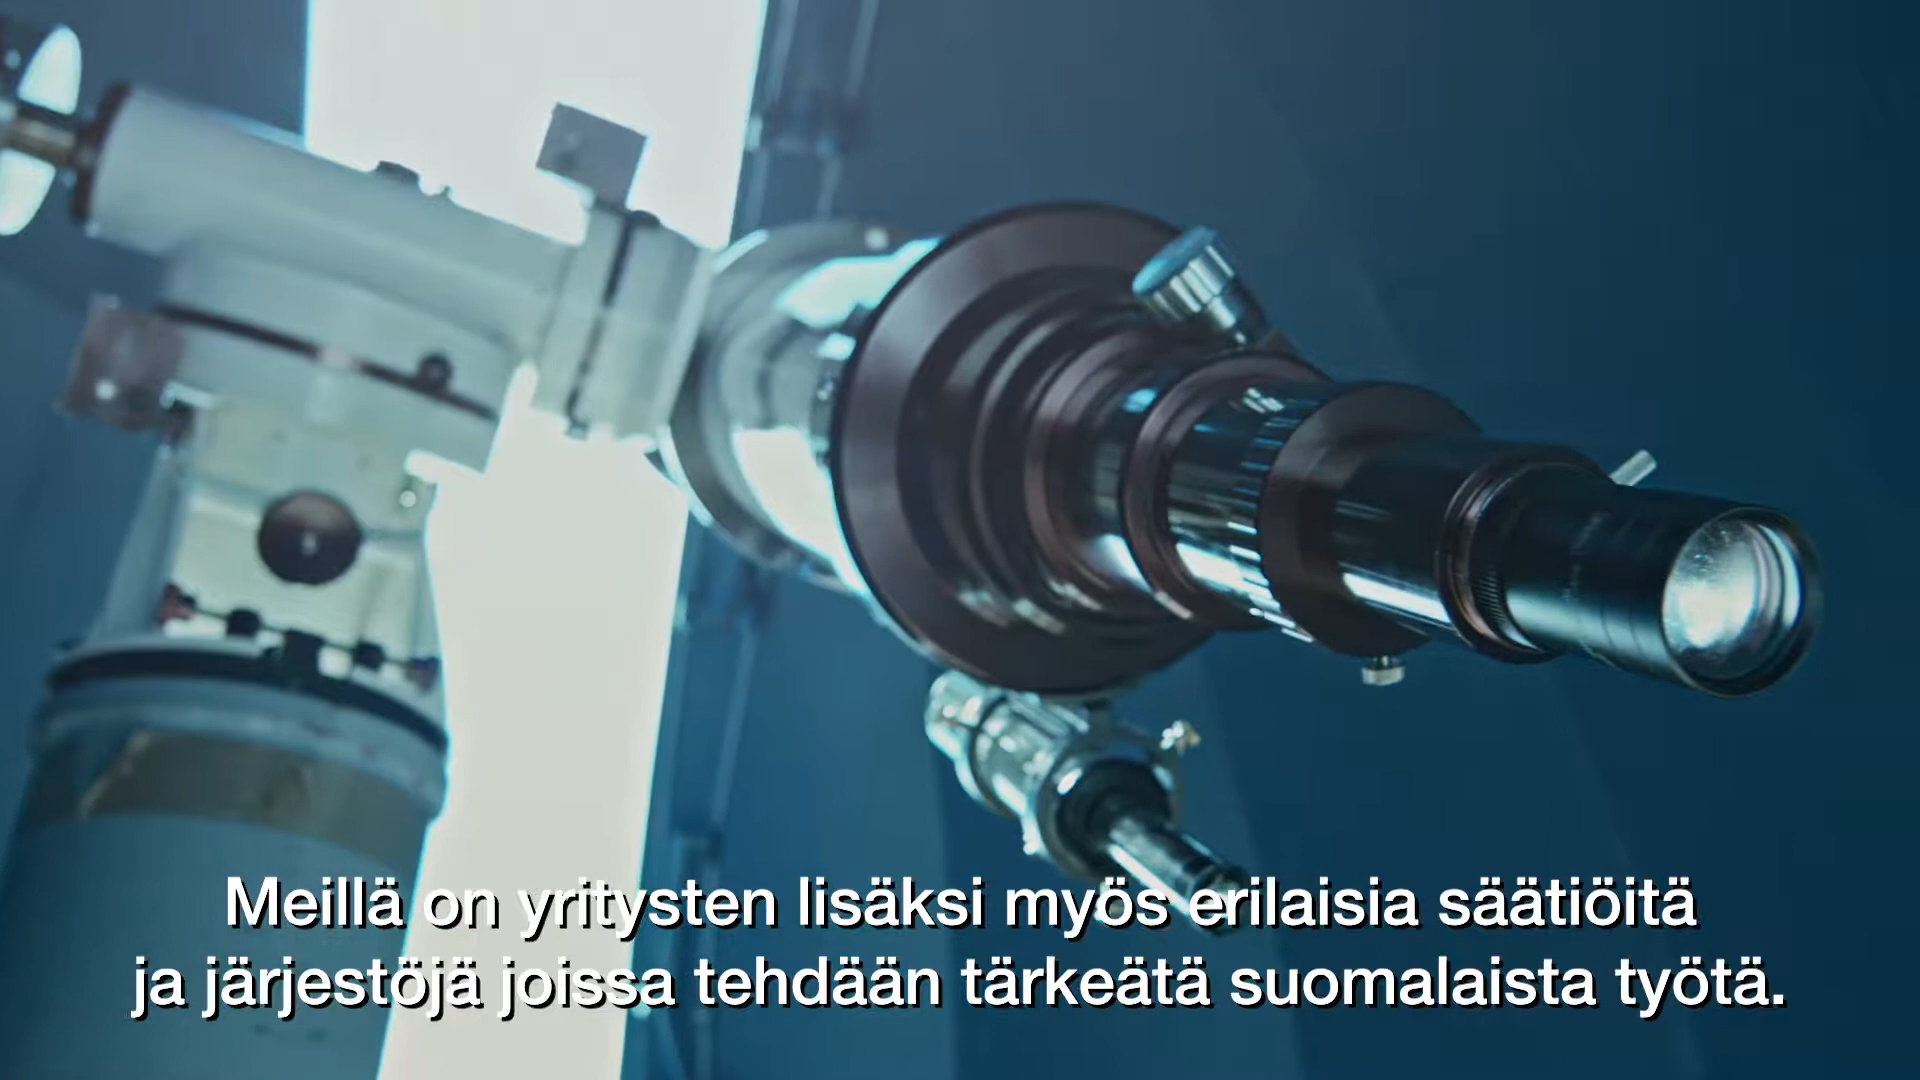 Meillä on yritysten lisäksi myös erilaisia säätiöitä
ja järjestöjä joissa tehdään tärkeätä suomalaista työtä.